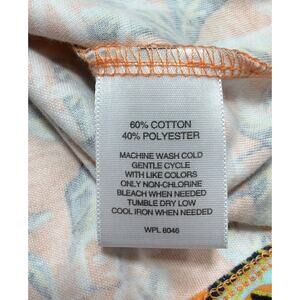 60% COTTON
40% POLYESTER
MACHINE WASH COLD
GENTLE CYCLE
WITH LIKE COLORS
ONLY NON-CHLORINE
BLEACH WHEN NEEDED
TUMBLE DRY LOW
COOL IRON WHEN NEEDED
WPL 8046